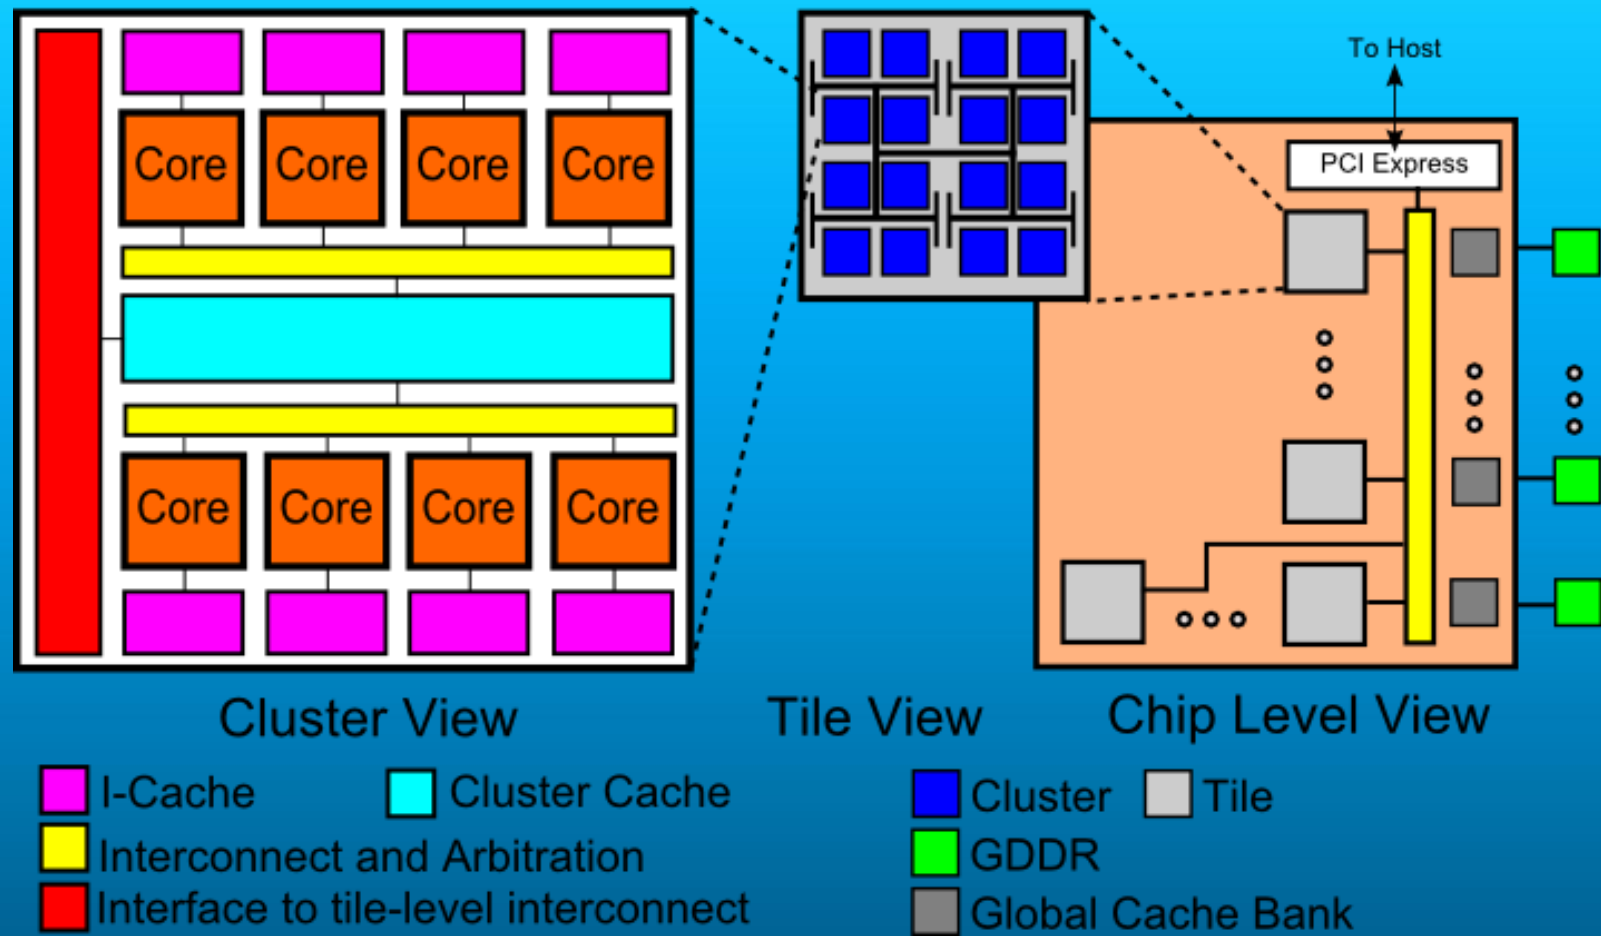 To Host
PCI Express
Core Core Core Core
Core Core Core Core
Cluster View
Tile View
Chip Level View
I-Cache
Cluster Cache
Interconnect and Arbitration
Interface to tile-level interconnect
Cluster
Tile
GDDR
Global Cache Bank